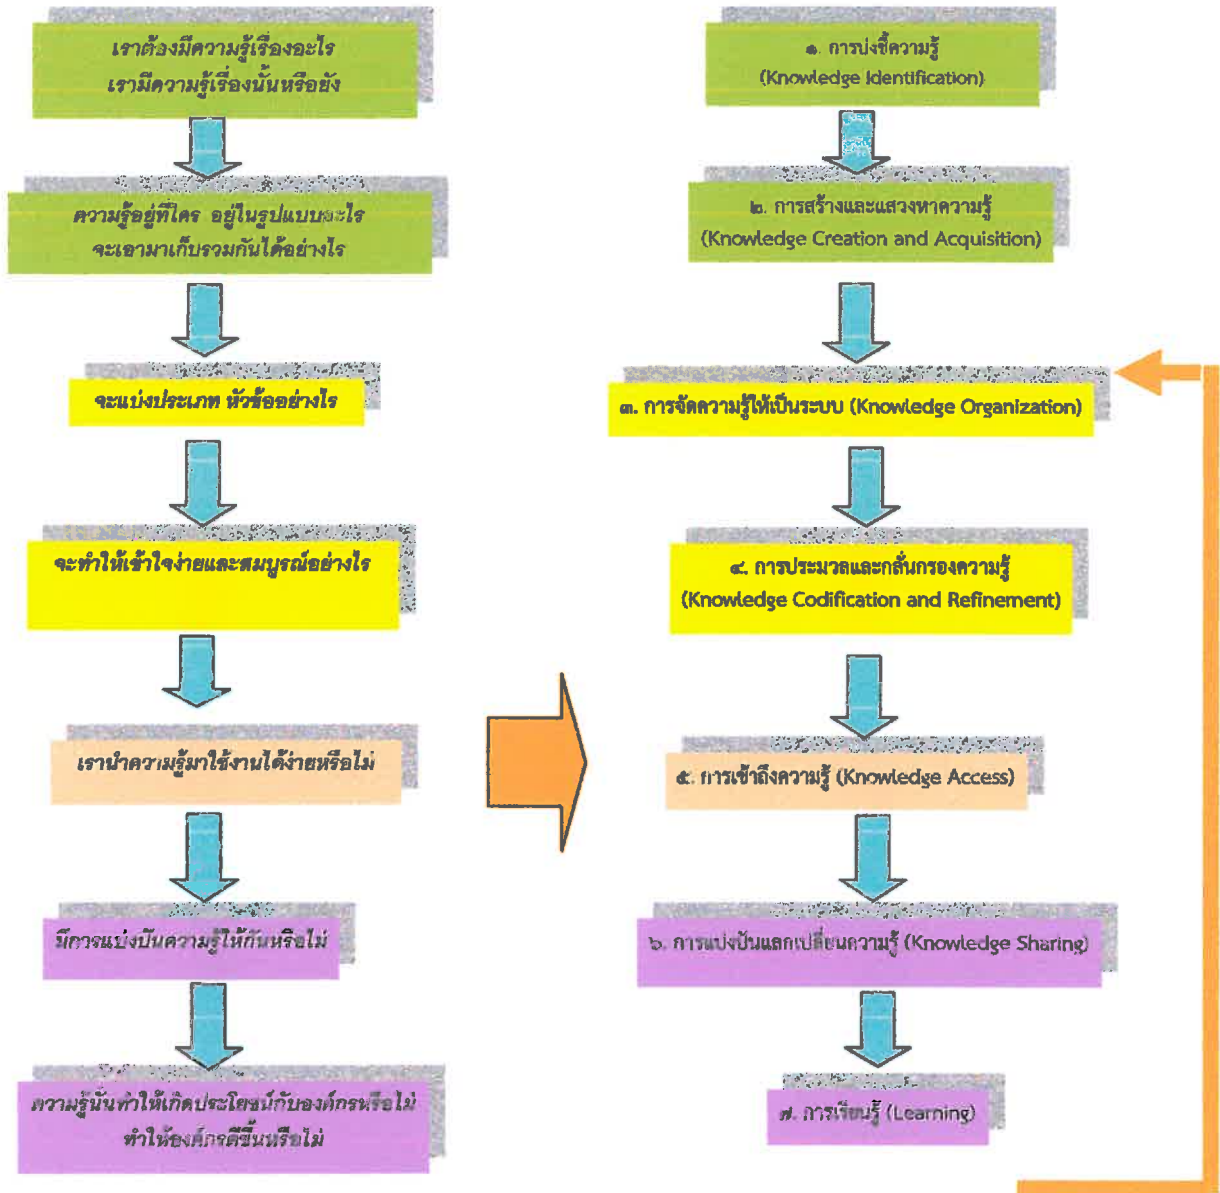 เราต้องมีความรู้เรื่องอะไร
เรามีความรู้เรื่องนั้นหรือยัง
ความรู้อยู่ที่ใคร อยู่ในรูปแบบอะไร
จะเอามาเก็บรวมกันได้อย่างไร
จะแบ่งประเภท หัวข้ออย่างไร
จะทำให้เข้าใจง่ายและสมบูรณ์อย่างไร
เรานำความรู้มาใช้งานได้ง่ายหรือไม่
มีการแบ่งปันความรู้ให้กันหรือไม่
ความรู้นั้นทำให้เกิดประโยชน์กับองค์กรหรือไม่
ทำให้องค์กรดีขึ้นหรือไม่
๑. การบ่งชี้ความรู้
(Knowledge Identification)
๒. การสร้างและแสวงหาความรู้
(Knowledge Creation and Acquisition)
๓. การจัดความรู้ให้เป็นระบบ (Knowledge Organization)
๔. การประมวลและกลั่นกรองความรู้
(Knowledge Codification and Refinement)
๕. การเข้าถึงความรู้ (Knowledge Access)
๖. การแบ่งปันแลกเปลี่ยนความรู้ (Knowledge Sharing)
๗. การเรียนรู้ (Learning)